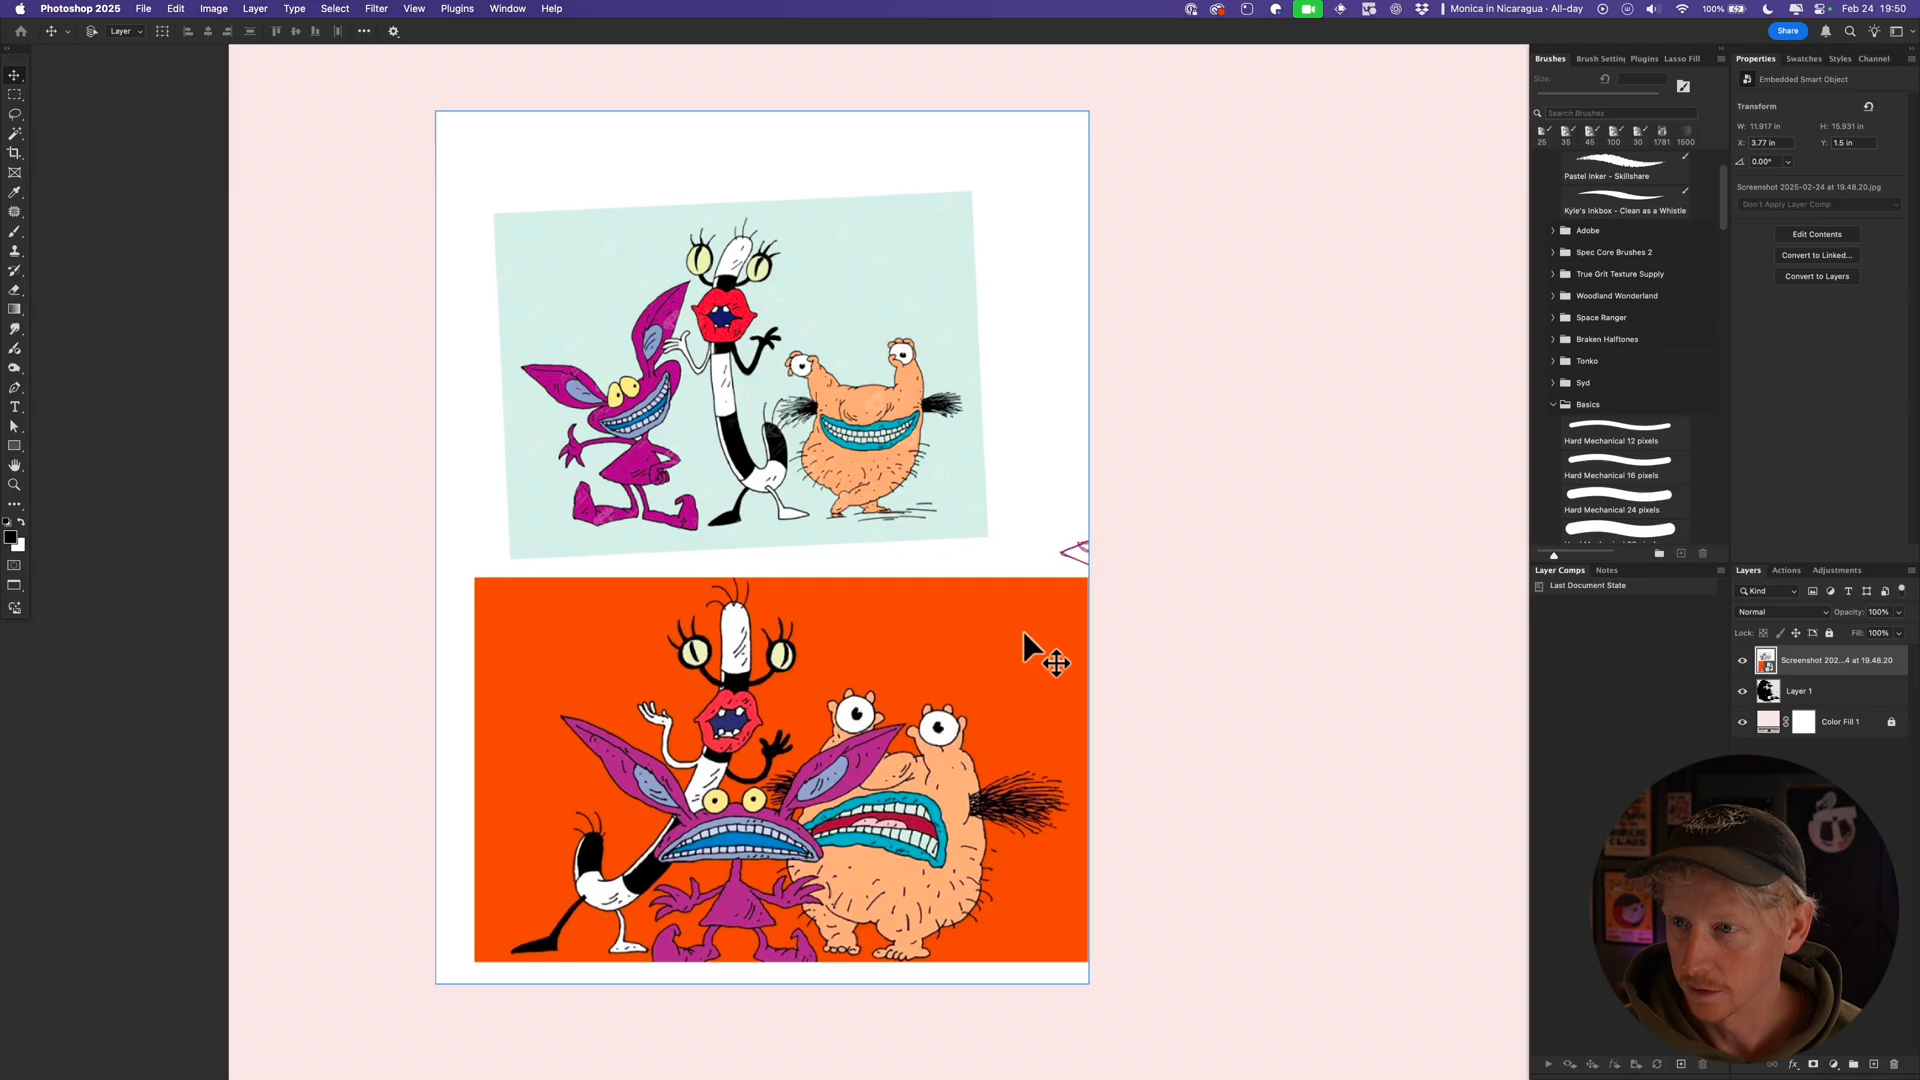 Photoshop 2025 File Edit Image Layer Type Select Filter View Plugins Window Help
Monica in Nicaragua · All-day 100% Feb 24 19:50
Layer
Share
Brushes Brush Settin Plugins Lasso Fill
Size:
Search Brushes
25 35 45 100 30 1781 1500
Pastel Inker - Skillshare
Kyle's Inkbox - Clean as a Whistle
Adobe
Spec Core Brushes 2
True Grit Texture Supply
Woodland Wonderland
Space Ranger
Braken Halftones
Tonko
Syd
Basics
Hard Mechanical 12 pixels
Hard Mechanical 16 pixels
Hard Mechanical 24 pixels
Layer Comps Notes
Last Document State
Properties Swatches Styles Channel
Embedded Smart Object
Transform
W: 11.917 in H: 15.931 in
X: 3.77 in Y: 1.5 in
0.00°
Screenshot 2025-02-24 at 19.48.20.jpg
Don't Apply Layer Comp
Edit Contents
Convert to Linked...
Convert to Layers
Layers Actions Adjustments
Kind
Normal Opacity: 100%
Lock: Fill: 100%
Screenshot 202...4 at 19.48.20
Layer 1
Color Fill 1
fx